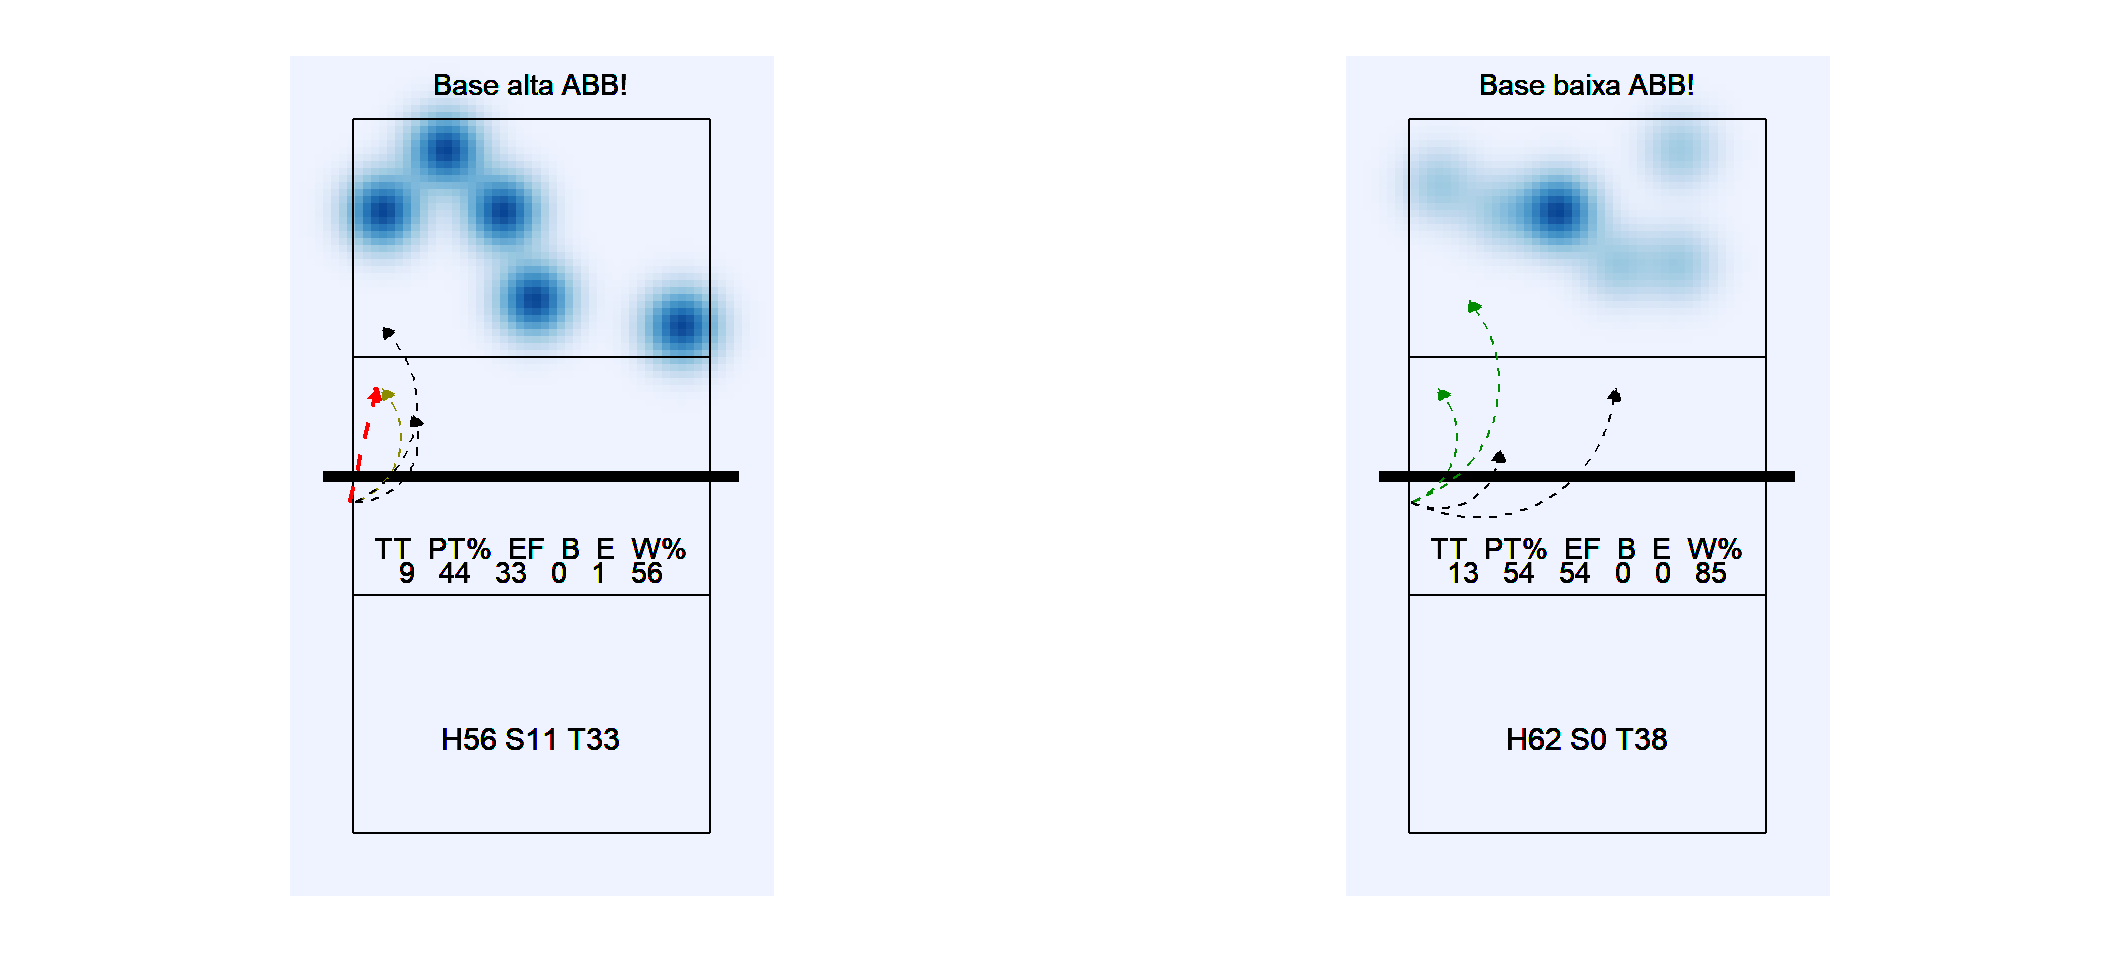 Base alta ABB!
TT PT% EF B E W%
9 44 33 0 1 56
H56 S11 T33
Base baixa ABB!
TT PT% EF B E W%
13 54 54 0 0 85
H62 S0 T38